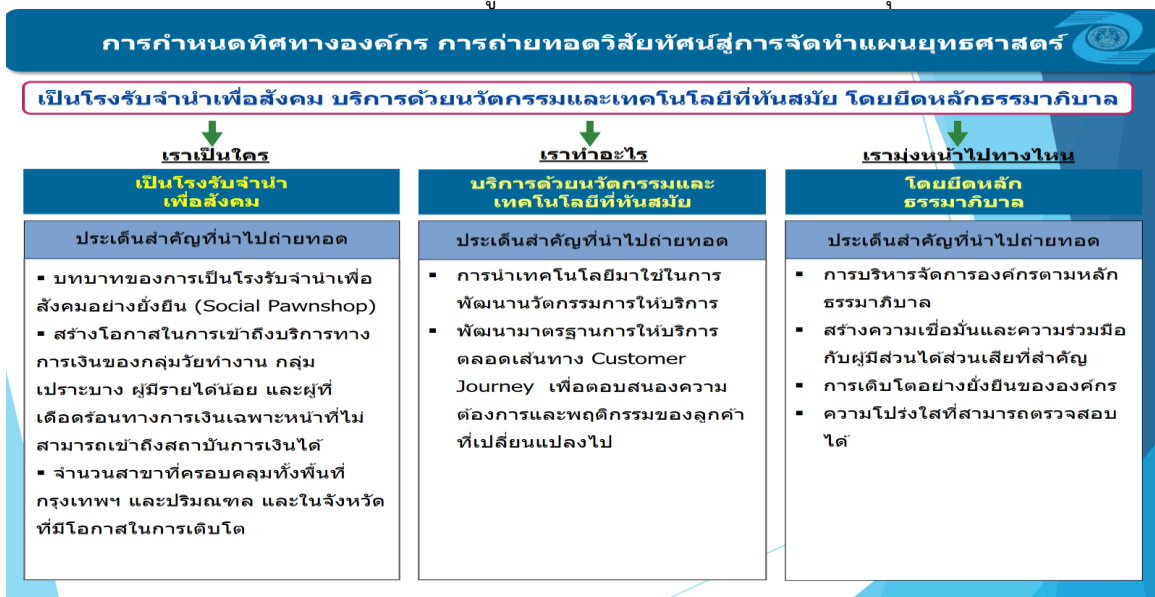 การกำหนดทิศทางองค์กร การถ่ายทอดวิสัยทัศน์สู่การจัดทำแผนยุทธศาสตร์
เป็นโรงรับจำนำเพื่อสังคม บริการด้วยนวัตกรรมและเทคโนโลยีที่ทันสมัย โดยยึดหลักธรรมาภิบาล
เราเป็นใคร
เป็นโรงรับจำนำ
เพื่อสังคม
ประเด็นสำคัญที่นำไปถ่ายทอด
▪ บทบาทของการเป็นโรงรับจำนำเพื่อ
สังคมอย่างยั่งยืน (Social Pawnshop)
▪ สร้างโอกาสในการเข้าถึงบริการทาง
การเงินของกลุ่มวัยทำงาน กลุ่ม
เปราะบาง ผู้มีรายได้น้อย และผู้ที่
เดือดร้อนทางการเงินเฉพาะหน้าที่ไม่
สามารถเข้าถึงสถาบันการเงินได้
▪ จำนวนสาขาที่ครอบคลุมทั้งพื้นที่
กรุงเทพฯ และปริมณฑล และในจังหวัด
ที่มีโอกาสในการเติบโต
เราทำอะไร
บริการด้วยนวัตกรรมและ
เทคโนโลยีที่ทันสมัย
ประเด็นสำคัญที่นำไปถ่ายทอด
▪ การนำเทคโนโลยีมาใช้ในการ
พัฒนานวัตกรรมการให้บริการ
▪ พัฒนามาตรฐานการให้บริการ
ตลอดเส้นทาง Customer
Journey เพื่อตอบสนองความ
ต้องการและพฤติกรรมของลูกค้า
ที่เปลี่ยนแปลงไป
เรามุ่งหน้าไปทางไหน
โดยยึดหลัก
ธรรมาภิบาล
ประเด็นสำคัญที่นำไปถ่ายทอด
▪ การบริหารจัดการองค์กรตามหลัก
ธรรมาภิบาล
▪ สร้างความเชื่อมั่นและความร่วมมือ
กับผู้มีส่วนได้ส่วนเสียที่สำคัญ
▪ การเติบโตอย่างยั่งยืนขององค์กร
▪ ความโปร่งใสที่สามารถตรวจสอบ
ได้